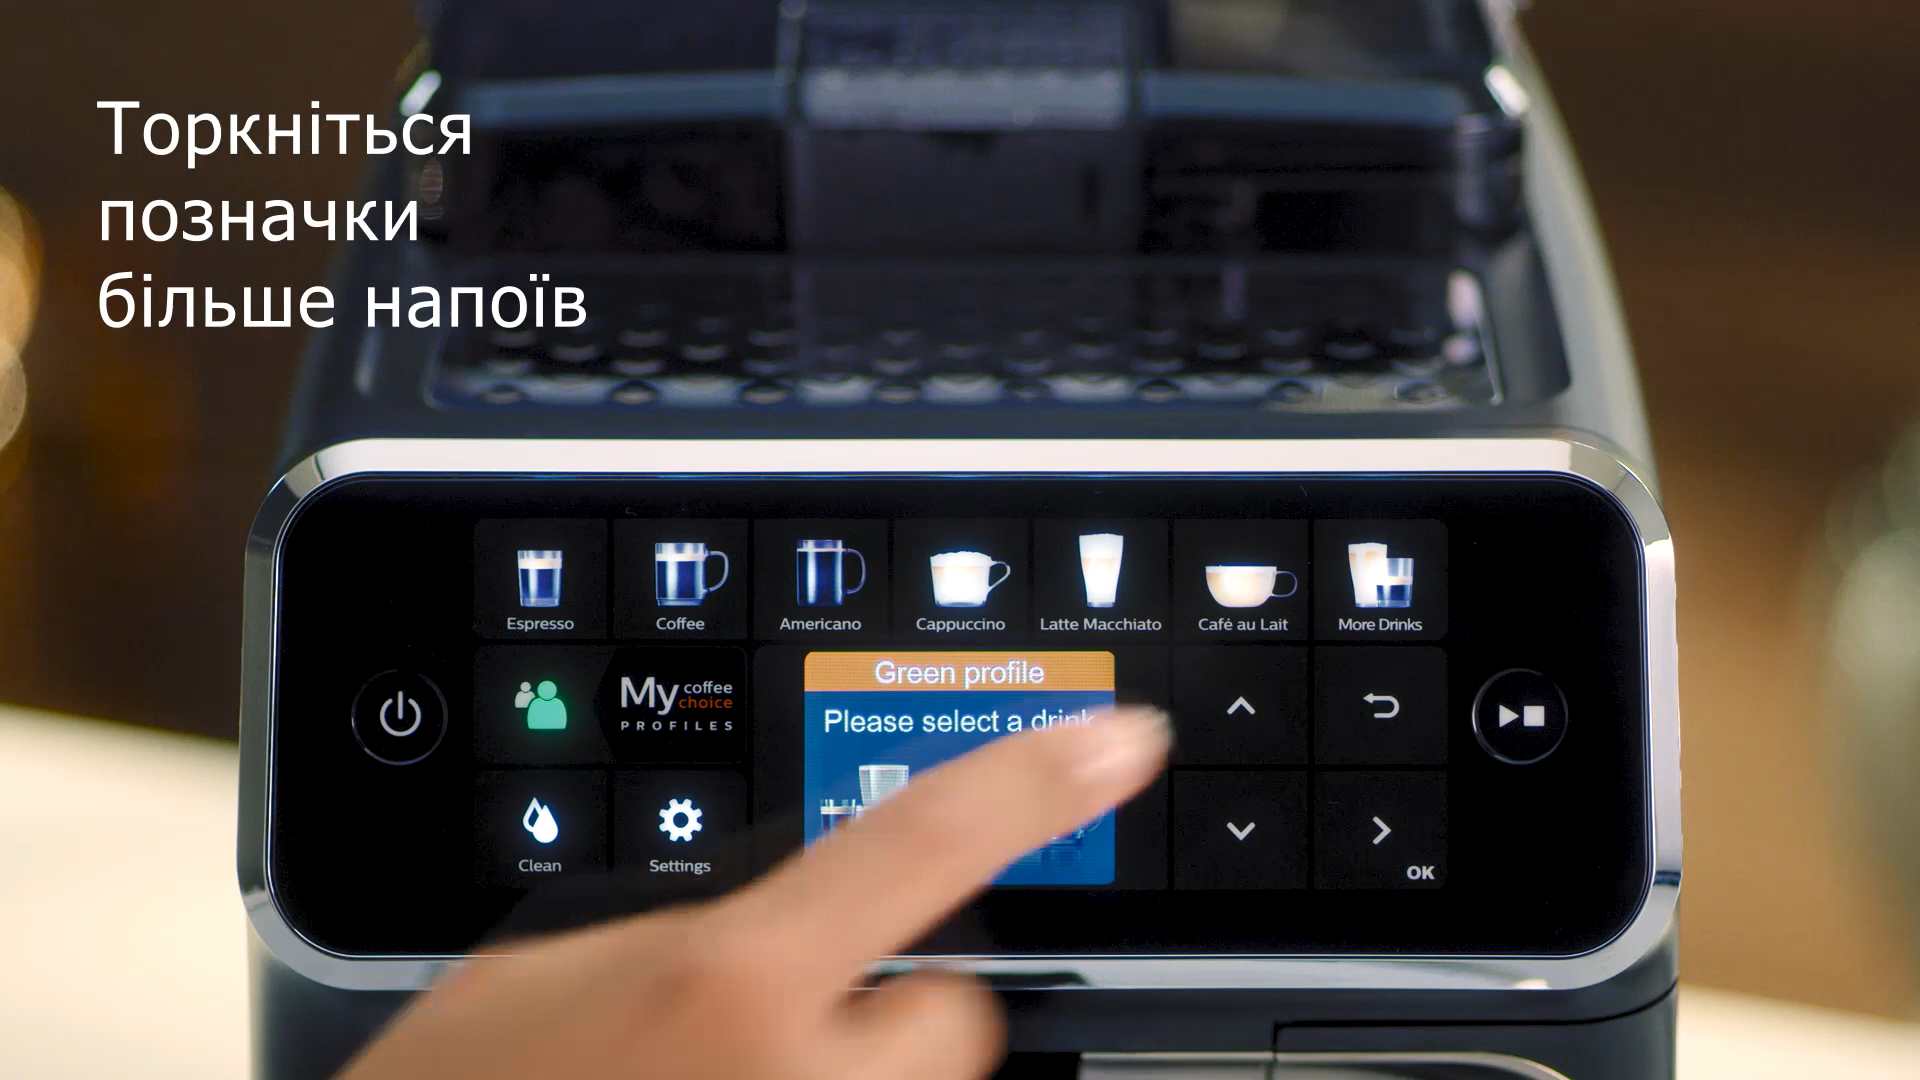 Торкніться
позначки
більше напоїв
Espresso
Coffee
Americano
Cappuccino
Latte Macchiato
Café au Lait
More Drinks
My coffee choice
PROFILES
Green profile
Please select a drink
Clean
Settings
OK